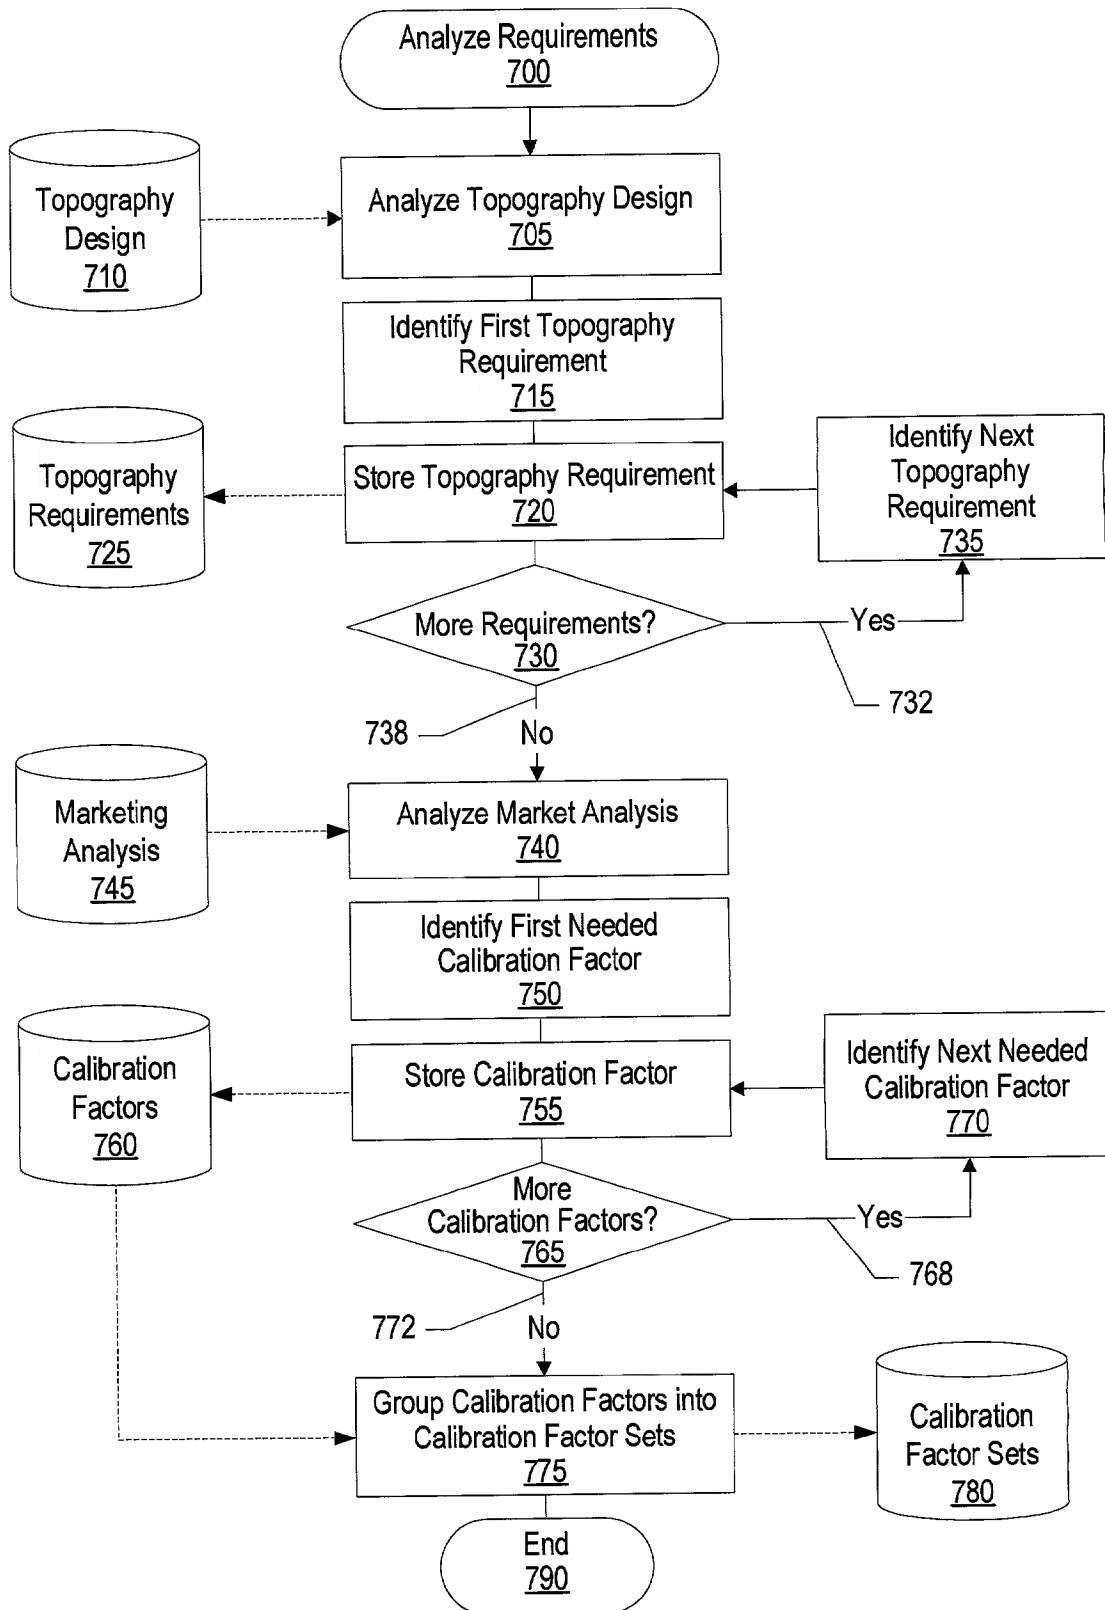 Analyze Requirements
700
Topography
Design
710
Analyze Topography Design
705
Identify First Topography
Requirement
715
Topography
Requirements
725
Store Topography Requirement
720
Identify Next
Topography
Requirement
735
More Requirements?
730
Yes
732
738
No
Marketing
Analysis
745
Analyze Market Analysis
740
Identify First Needed
Calibration Factor
750
Calibration
Factors
760
Store Calibration Factor
755
Identify Next Needed
Calibration Factor
770
More
Calibration Factors?
765
Yes
768
772
No
Group Calibration Factors into
Calibration Factor Sets
775
Calibration
Factor Sets
780
End
790